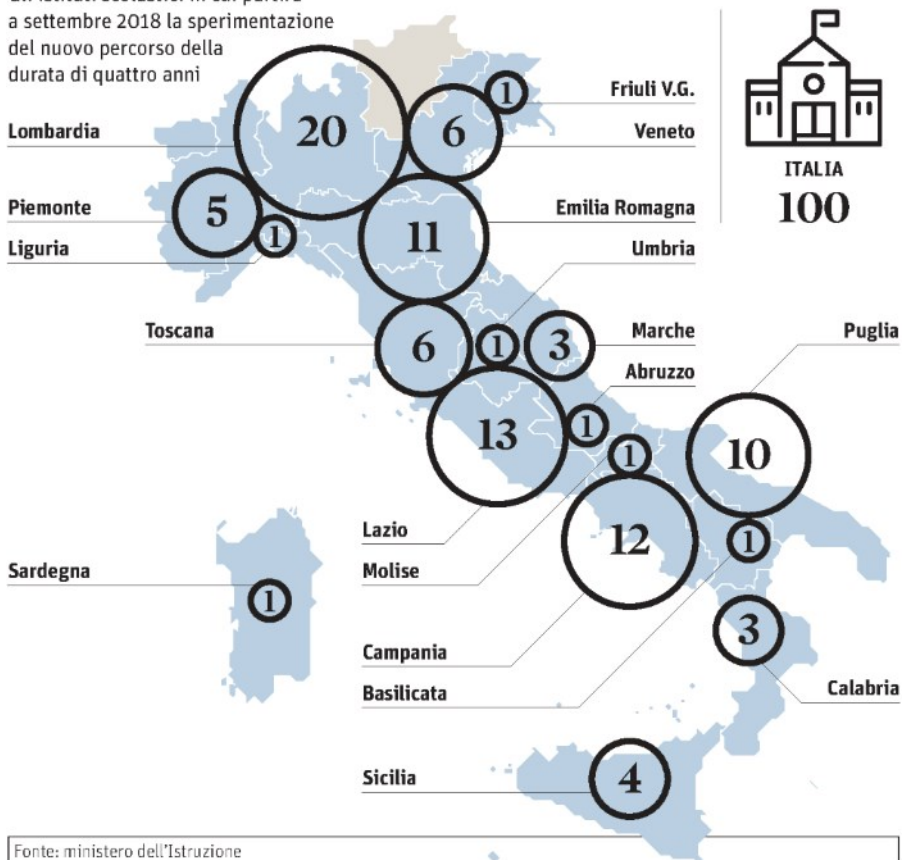 a settembre 2018 la sperimentazione
del nuovo percorso della
durata di quattro anni
ITALIA
100
Friuli V.G.
1
Lombardia
20
6
Veneto
Piemonte
5
Emilia Romagna
11
Liguria
1
Umbria
Toscana
6
1
3
Marche
Puglia
Abruzzo
13
1
1
10
Lazio
12
1
Sardegna
1
Molise
3
Campania
Basilicata
Calabria
Sicilia
4
Fonte: ministero dell'Istruzione